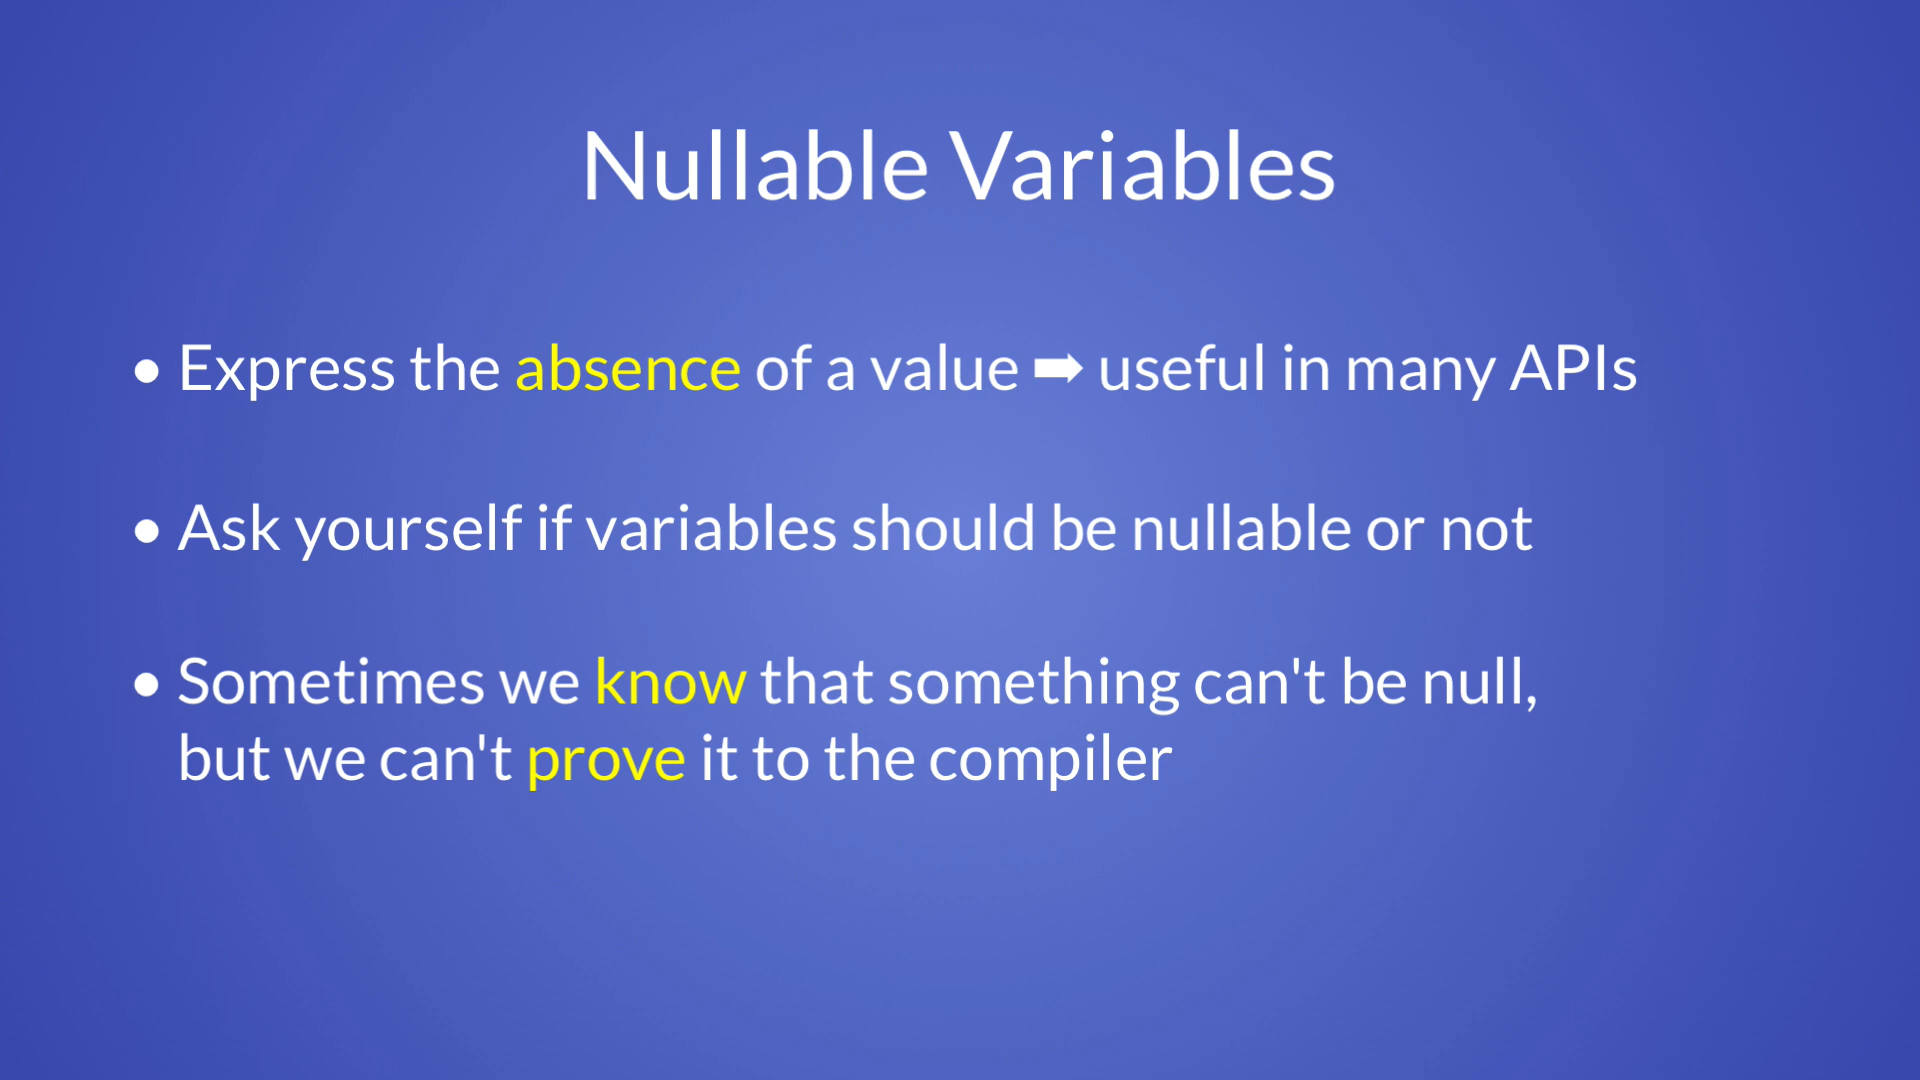 Nullable Variables
• Express the absence of a value ➡ useful in many APIs
• Ask yourself if variables should be nullable or not
• Sometimes we know that something can't be null,
but we can't prove it to the compiler